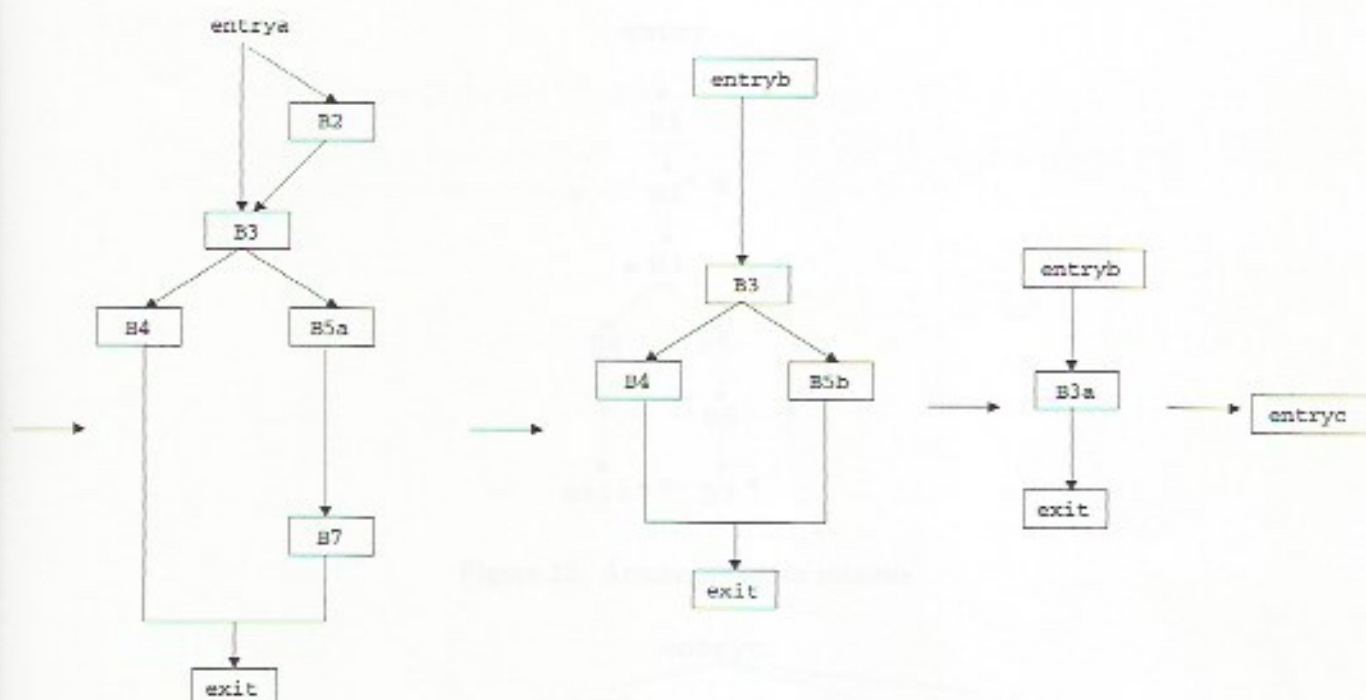 entrya
B2
B3
B4
B5a
B7
exit
entryb
B3
B4
B5b
exit
entryb
B3a
exit
entryc